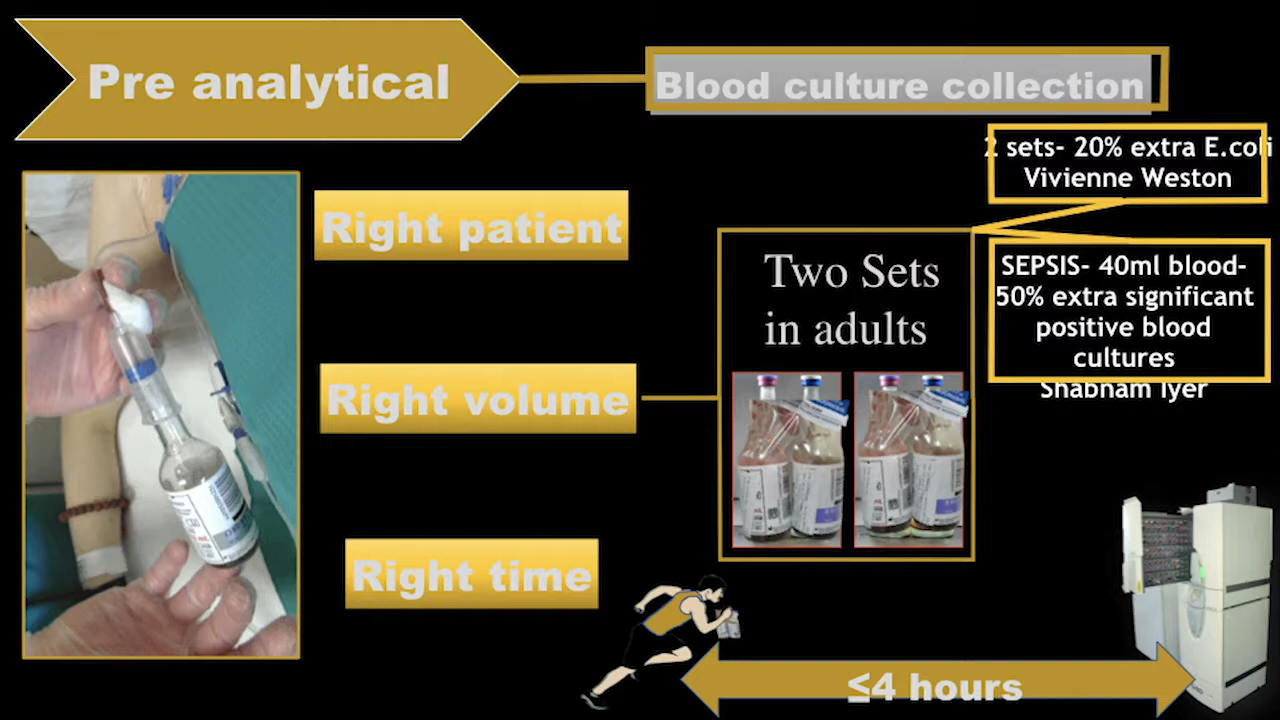 Pre analytical
Blood culture collection
2 sets- 20% extra E.coli
Vivienne Weston
Right patient
Two Sets
in adults
SEPSIS- 40ml blood-
50% extra significant
positive blood
cultures
Shabnam Iyer
Right volume
Right time
≤4 hours